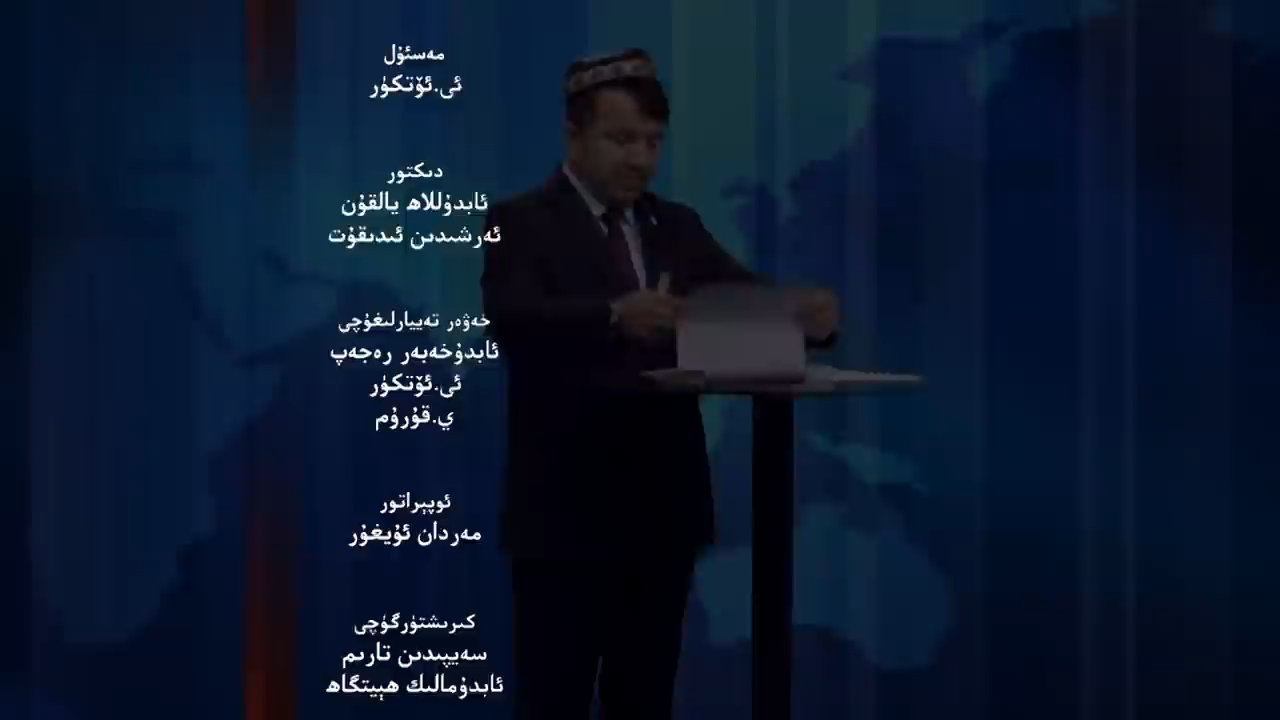 مەسئۇل
ئى.ئۆتكۈر
دىكتور
ئابدۇللاھ يالقۇن
ئەرشىدىن ئىدىقۇت
خەۋەر تەييارلىغۇچى
ئابدۇخەبەر رەجەپ
ئى.ئۆتكۈر
ي.قۇرۇم
ئوپېراتور
مەردان ئۇيغۇر
كىرىشتۈرگۈچى
سەيپىدىن تارىم
ئابدۇمالىك ھېيتگاھ